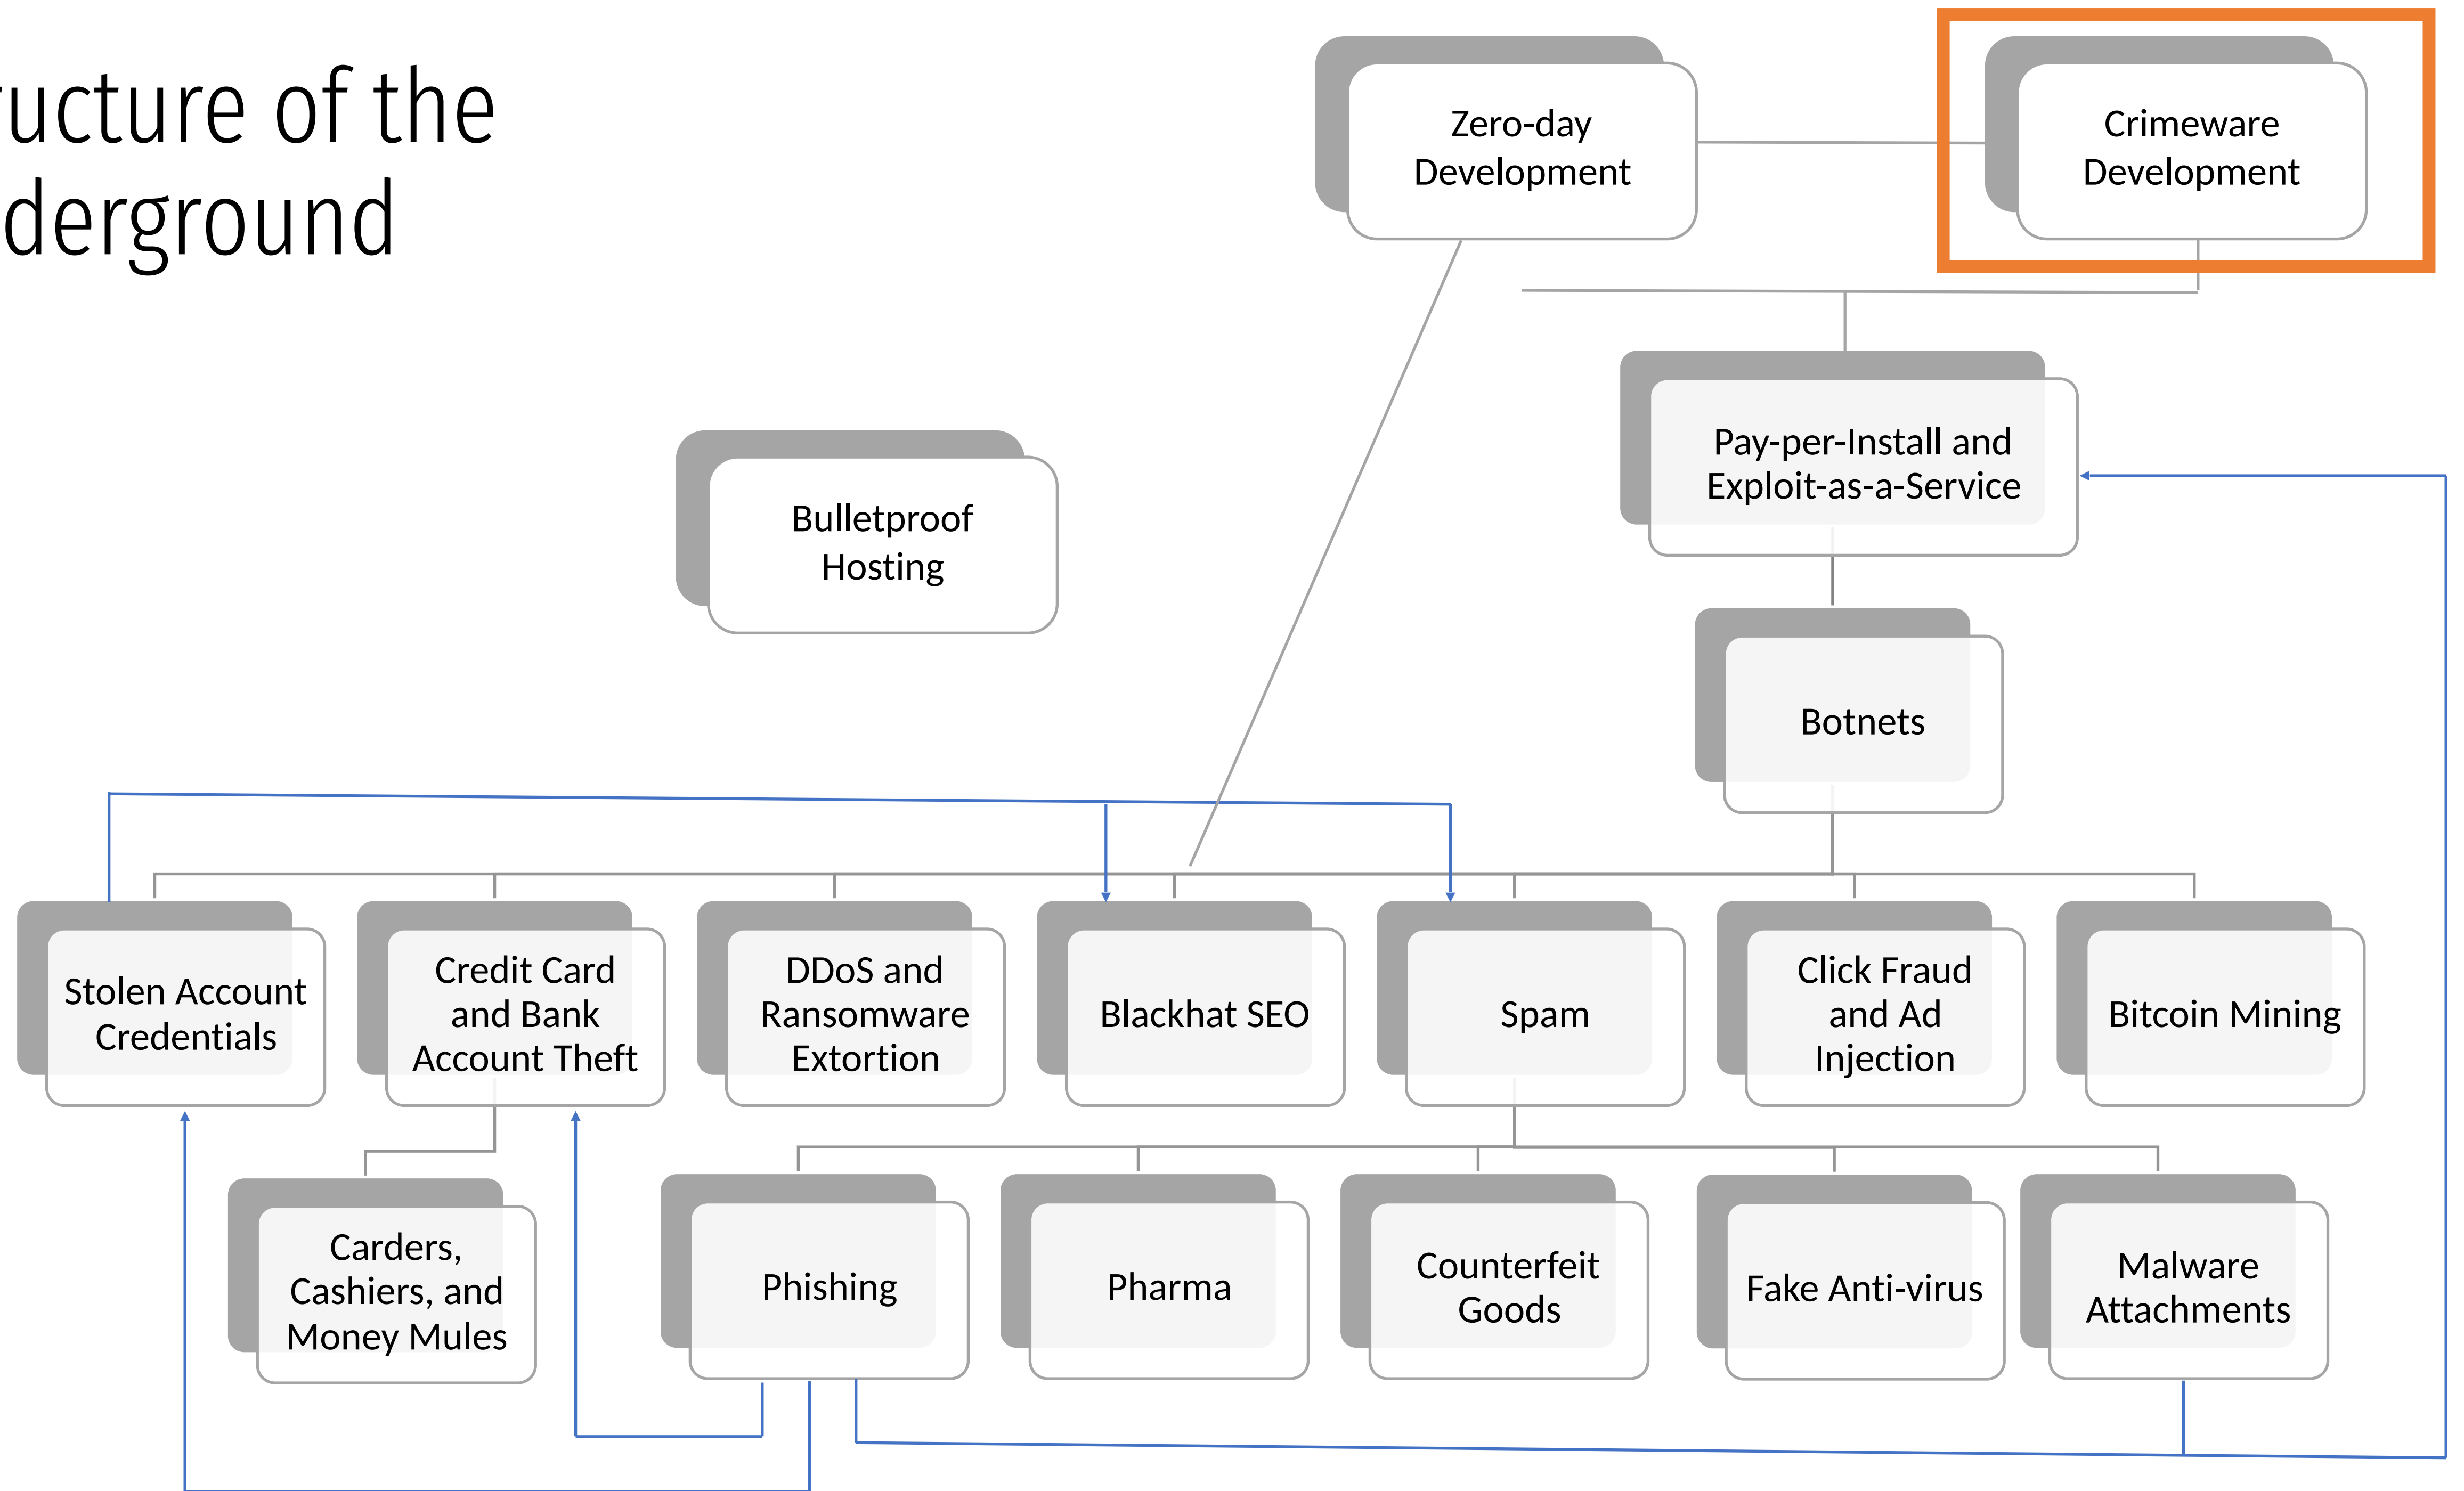 ucture of the
derground
Zero-day
Development
Crimeware
Development
Pay-per-Install and
Exploit-as-a-Service
Bulletproof
Hosting
Botnets
Stolen Account
Credentials
Credit Card
and Bank
Account Theft
DDoS and
Ransomware
Extortion
Blackhat SEO
Spam
Click Fraud
and Ad
Injection
Bitcoin Mining
Carders,
Cashiers, and
Money Mules
Phishing
Pharma
Counterfeit
Goods
Fake Anti-virus
Malware
Attachments